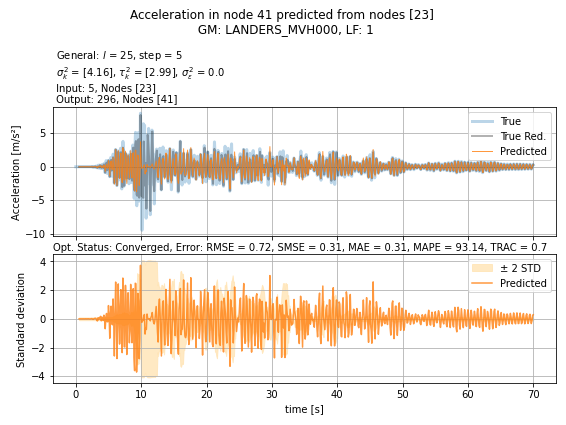 Acceleration in node 41 predicted from nodes [23]
GM: LANDERS_MVH000, LF: 1
General: l = 25, step = 5
σ²ₖ = [4.16], τ²ₖ = [2.99], σ²ε = 0.0
Input: 5, Nodes [23]
Output: 296, Nodes [41]
True
True Red.
Predicted
Acceleration [m/s²]
5
0
−5
−10
Opt. Status: Converged, Error: RMSE = 0.72, SMSE = 0.31, MAE = 0.31, MAPE = 93.14, TRAC = 0.7
± 2 STD
Predicted
Standard deviation
4
2
0
−2
−4
0 10 20 30 40 50 60 70
time [s]